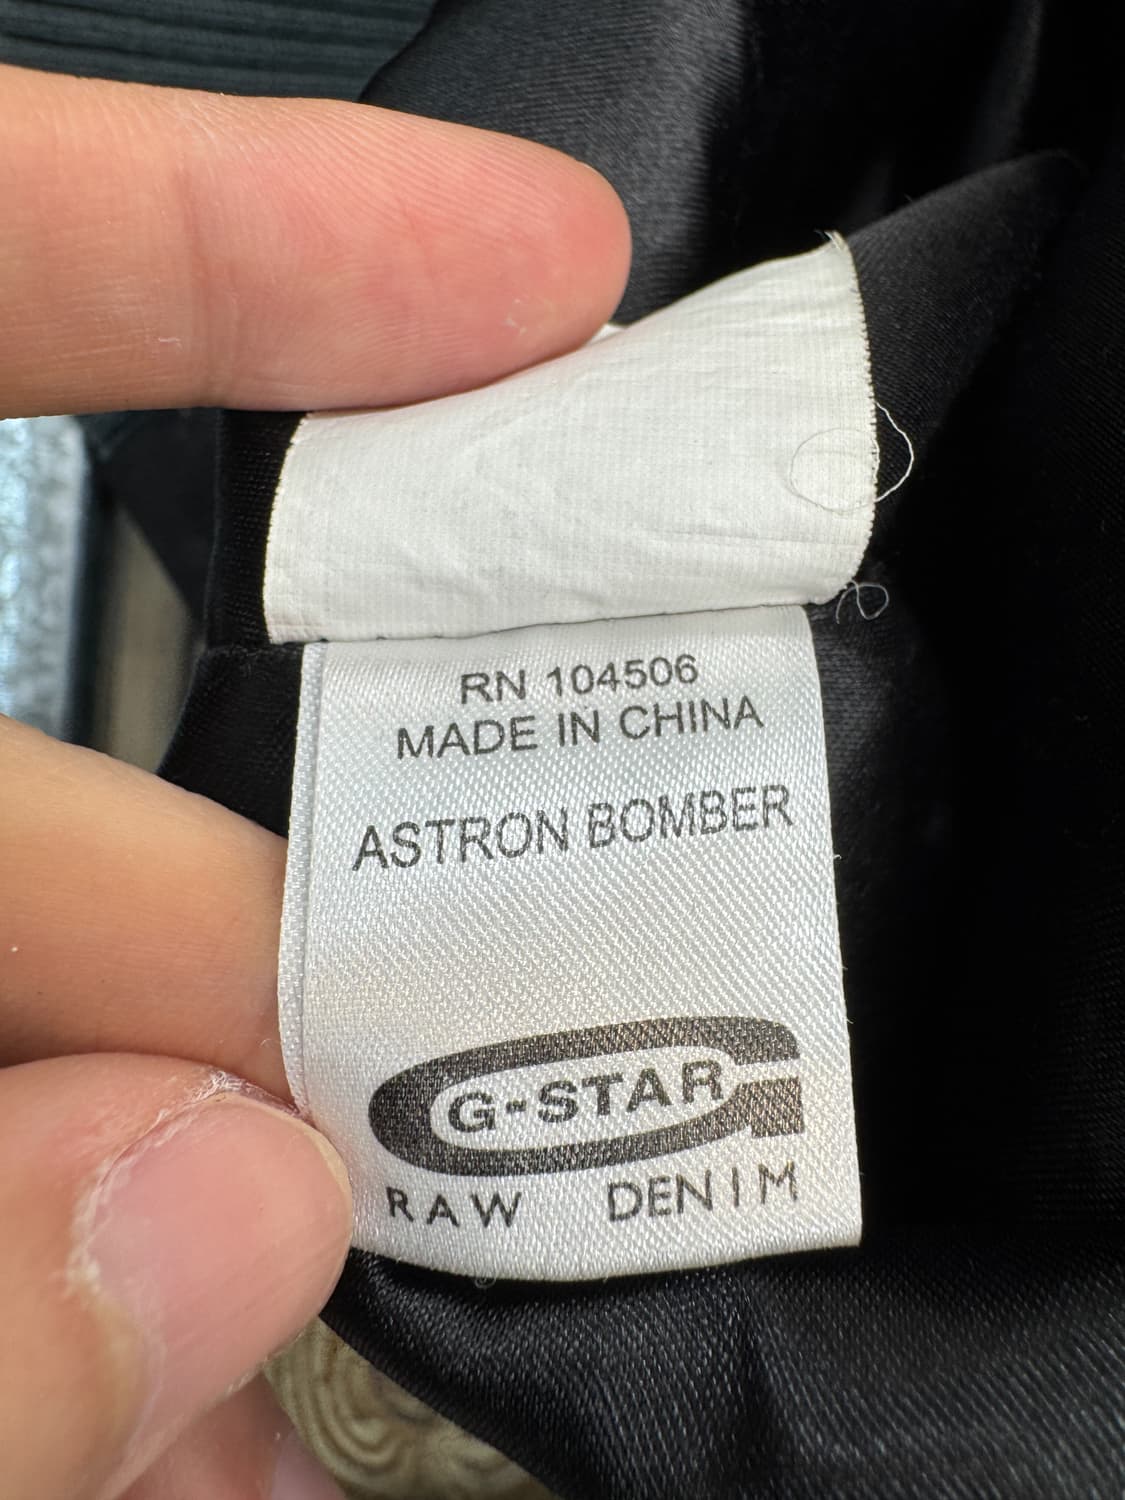 RN 104506
MADE IN CHINA
ASTRON BOMBER
G-STAR
RAW DENIM